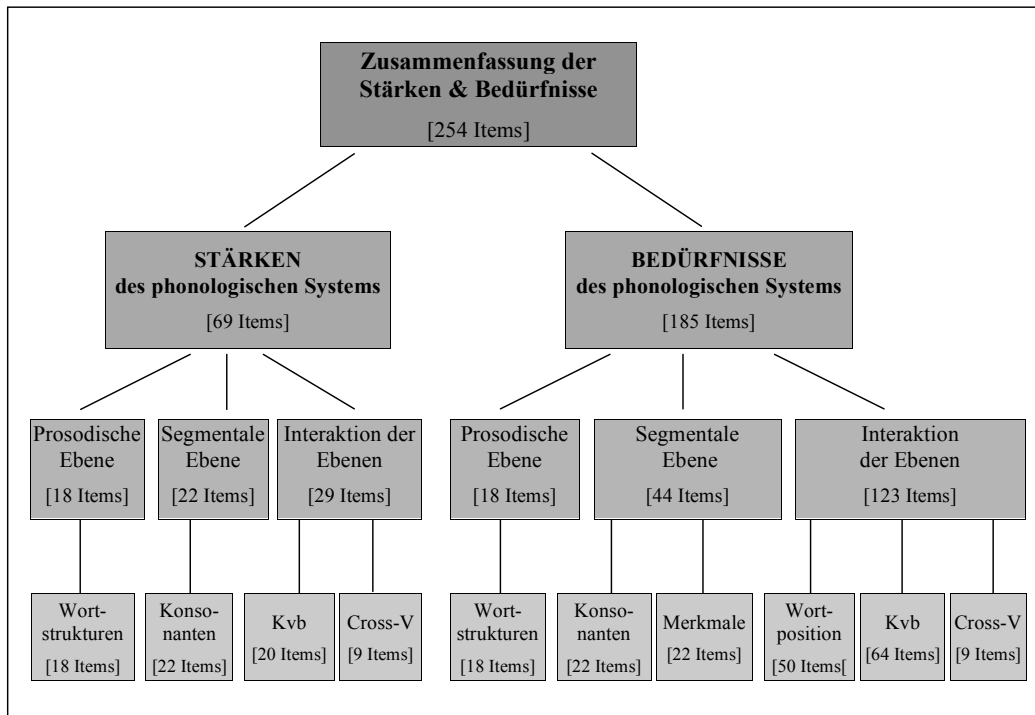 Zusammenfassung der
Stärken & Bedürfnisse
[254 Items]
STÄRKEN
des phonologischen Systems
[69 Items]
BEDÜRFNISSE
des phonologischen Systems
[185 Items]
Prosodische
Ebene
[18 Items]
Segmentale
Ebene
[22 Items]
Interaktion der
Ebenen
[29 Items]
Prosodische
Ebene
[18 Items]
Segmentale
Ebene
[44 Items]
Interaktion
der Ebenen
[123 Items]
Wort-
strukturen
[18 Items]
Konso-
nanten
[22 Items]
Kvb
[20 Items]
Cross-V
[9 Items]
Wort-
strukturen
[18 Items]
Konso-
nanten
[22 Items]
Merkmale
[22 Items]
Wort-
position
[50 Items[
Kvb
[64 Items]
Cross-V
[9 Items]